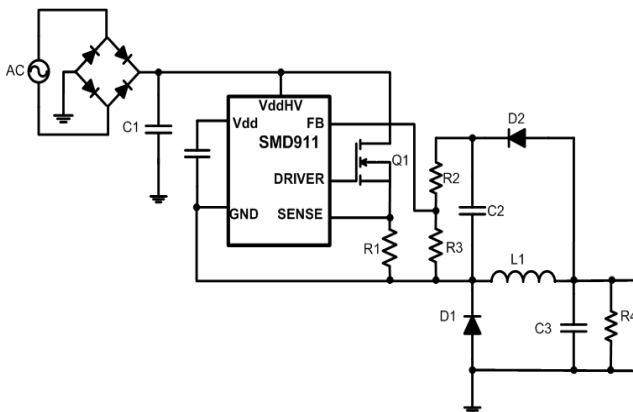 AC
C1
VddHV
Vdd
FB
SMD911
DRIVER
GND
SENSE
Q1
R1
R2
R3
C2
D2
L1
D1
C3
R4